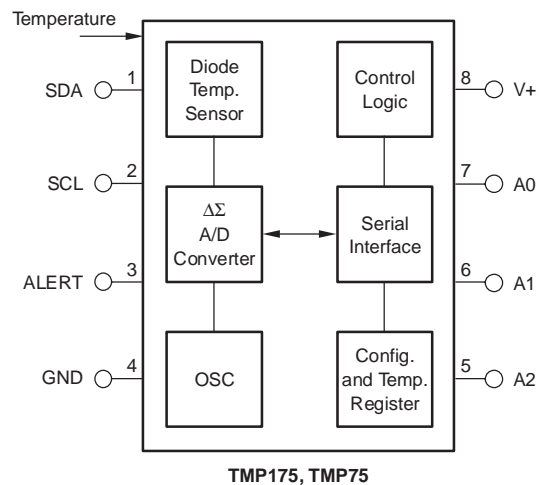 Temperature
SDA
1
Diode
Temp.
Sensor
Control
Logic
8
V+
SCL
2
ΔΣ
A/D
Converter
Serial
Interface
7
A0
ALERT
3
6
A1
GND
4
OSC
Config.
and Temp.
Register
5
A2
TMP175, TMP75